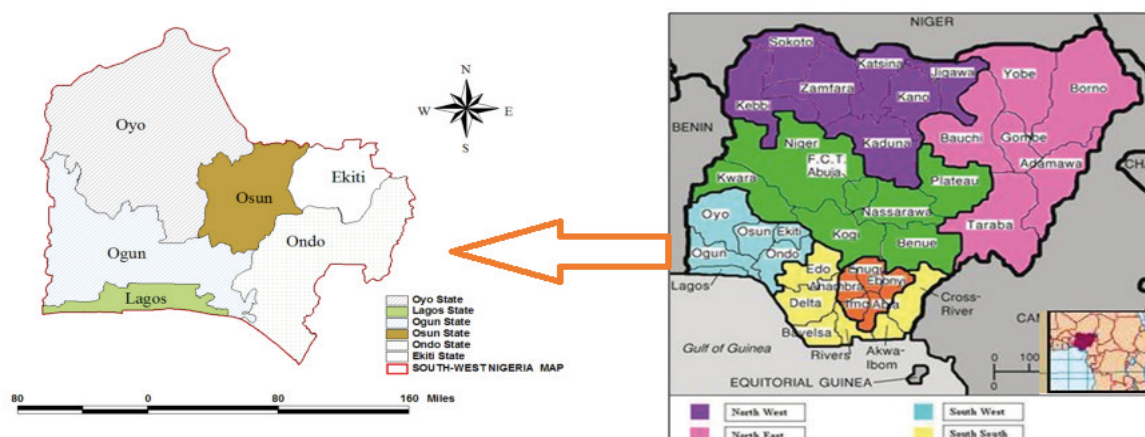 N
W
E
S
Oyo
Osun
Ekiti
Ogun
Ondo
Lagos
Oyo State
Lagos State
Ogun State
Osun State
Ondo State
Ekiti State
SOUTH-WEST NIGERIA MAP
80
0
80
160
Miles
NIGER
Sokoto
Katsina
Jigawa
Yobe
Borno
Zamfara
Kano
Kebbi
BENIN
Bauchi
Gombe
Niger
Kaduna
Adamawa
F.C.T.
Abuja
Kwara
Plateau
Nassarawa
Taraba
Oyo
Osun
Ekiti
Kogi
Benue
Ogun
Ondo
Lagos
Edo
Enugu
Anambra
Ebony
Delta
Imo
Abia
Cross-
River
Bayelsa
Rivers
Akwa-
Ibom
Gulf of Guinea
EQUITORIAL GUINEA
0
100
North West
South West
North East
South South